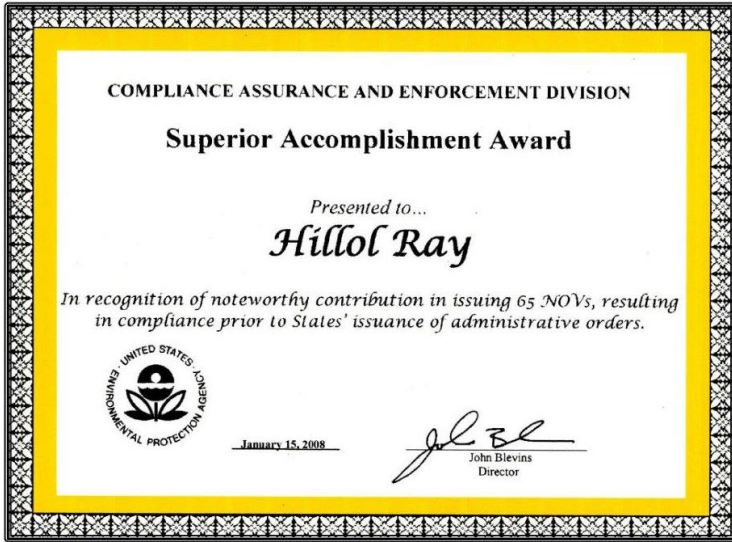 COMPLIANCE ASSURANCE AND ENFORCEMENT DIVISION
Superior Accomplishment Award
Presented to...
Hillol Ray
In recognition of noteworthy contribution in issuing 65 NOVs, resulting
in compliance prior to States' issuance of administrative orders.
UNITED STATES
ENVIRONMENTAL PROTECTION AGENCY
January 15, 2008
John Blevins
Director